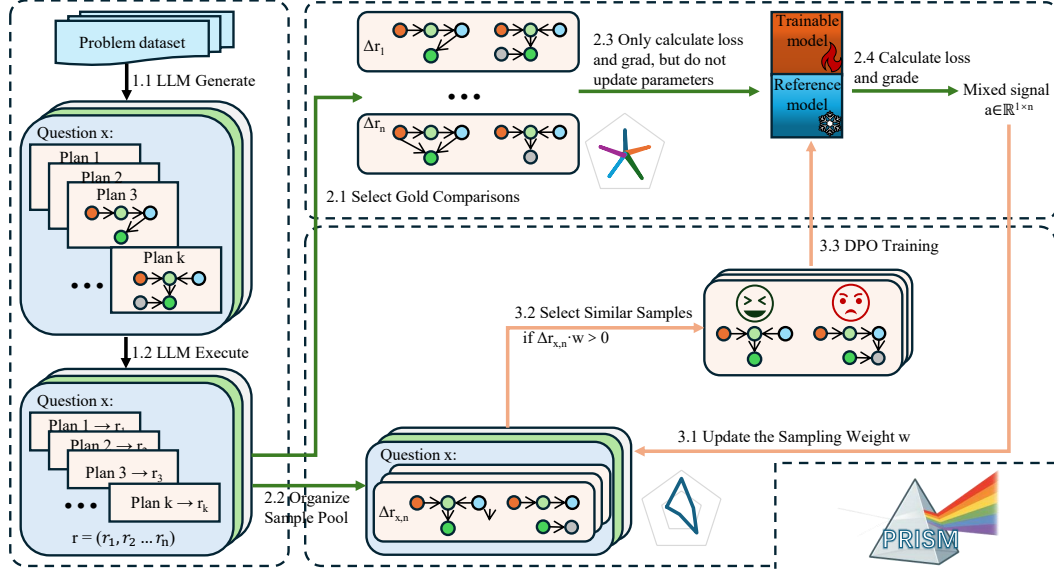 Problem dataset
1.1 LLM Generate
Question x:
Plan 1
Plan 2
Plan 3
Plan k
1.2 LLM Execute
Question x:
Plan 1 → r₁
Plan 2 → r₂
Plan 3 → r₃
Plan k → rₖ
r = (r₁, r₂ ... rₙ)
Δr₁
Δrₙ
2.1 Select Gold Comparisons
2.3 Only calculate loss
and grad, but do not
update parameters
Trainable
model
Reference
model
2.4 Calculate loss
and grade
Mixed signal
a∈ℝ¹ˣⁿ
3.3 DPO Training
3.2 Select Similar Samples
if Δrₓ,ₙ·w > 0
3.1 Update the Sampling Weight w
2.2 Organize
Sample Pool
Question x:
Δrₓ,ₙ
PRISM